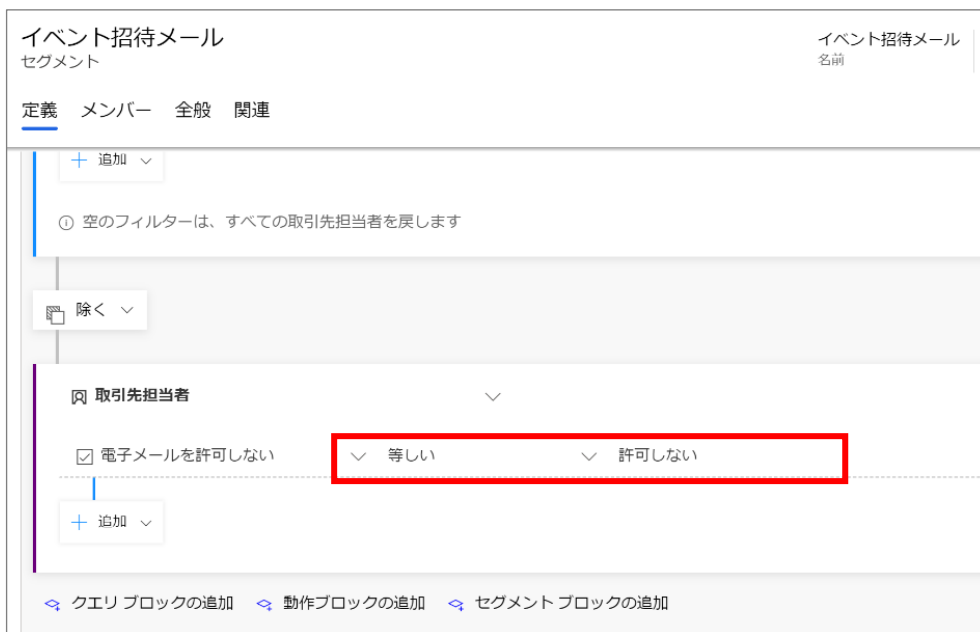 イベント招待メール
セグメント
イベント招待メール
名前
定義 メンバー 全般 関連
追加
空のフィルターは、すべての取引先担当者を戻します
除く
取引先担当者
電子メールを許可しない 等しい 許可しない
追加
クエリ ブロックの追加 動作ブロックの追加 セグメント ブロックの追加